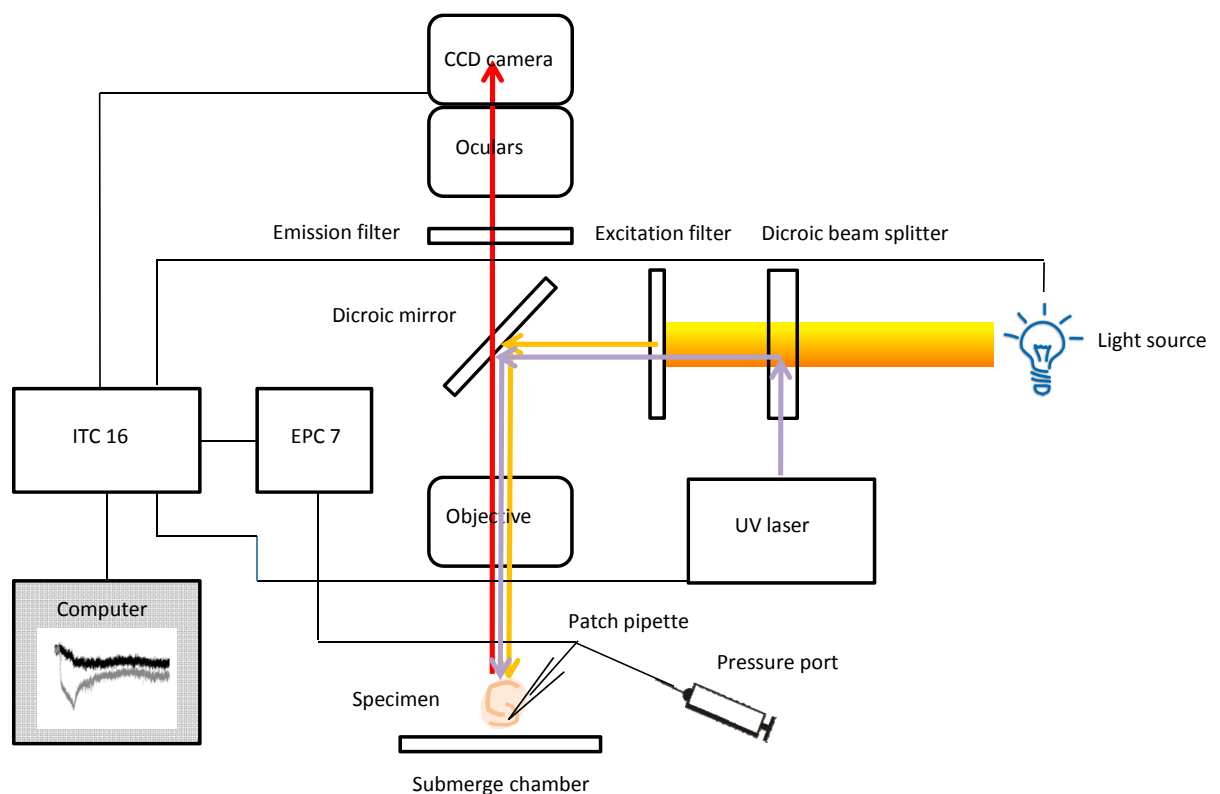 CCD camera
Oculars
Emission filter
Excitation filter
Dicroic beam splitter
Dicroic mirror
Light source
ITC 16
EPC 7
Objective
UV laser
Computer
Patch pipette
Pressure port
Specimen
Submerge chamber